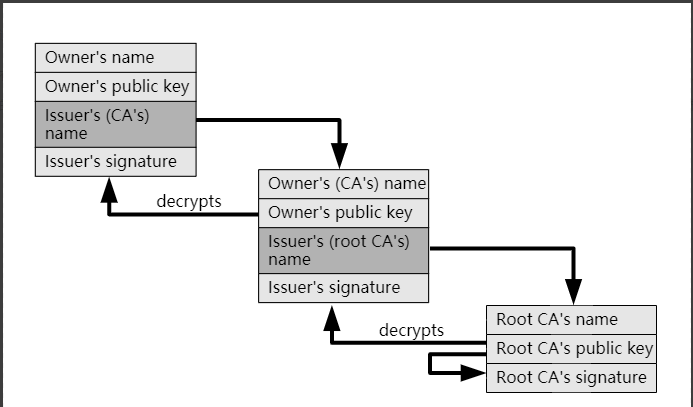 Owner's name
Owner's public key
Issuer's (CA's)
name
Issuer's signature
decrypts
Owner's (CA's) name
Owner's public key
Issuer's (root CA's)
name
Issuer's signature
decrypts
Root CA's name
Root CA's public key
Root CA's signature